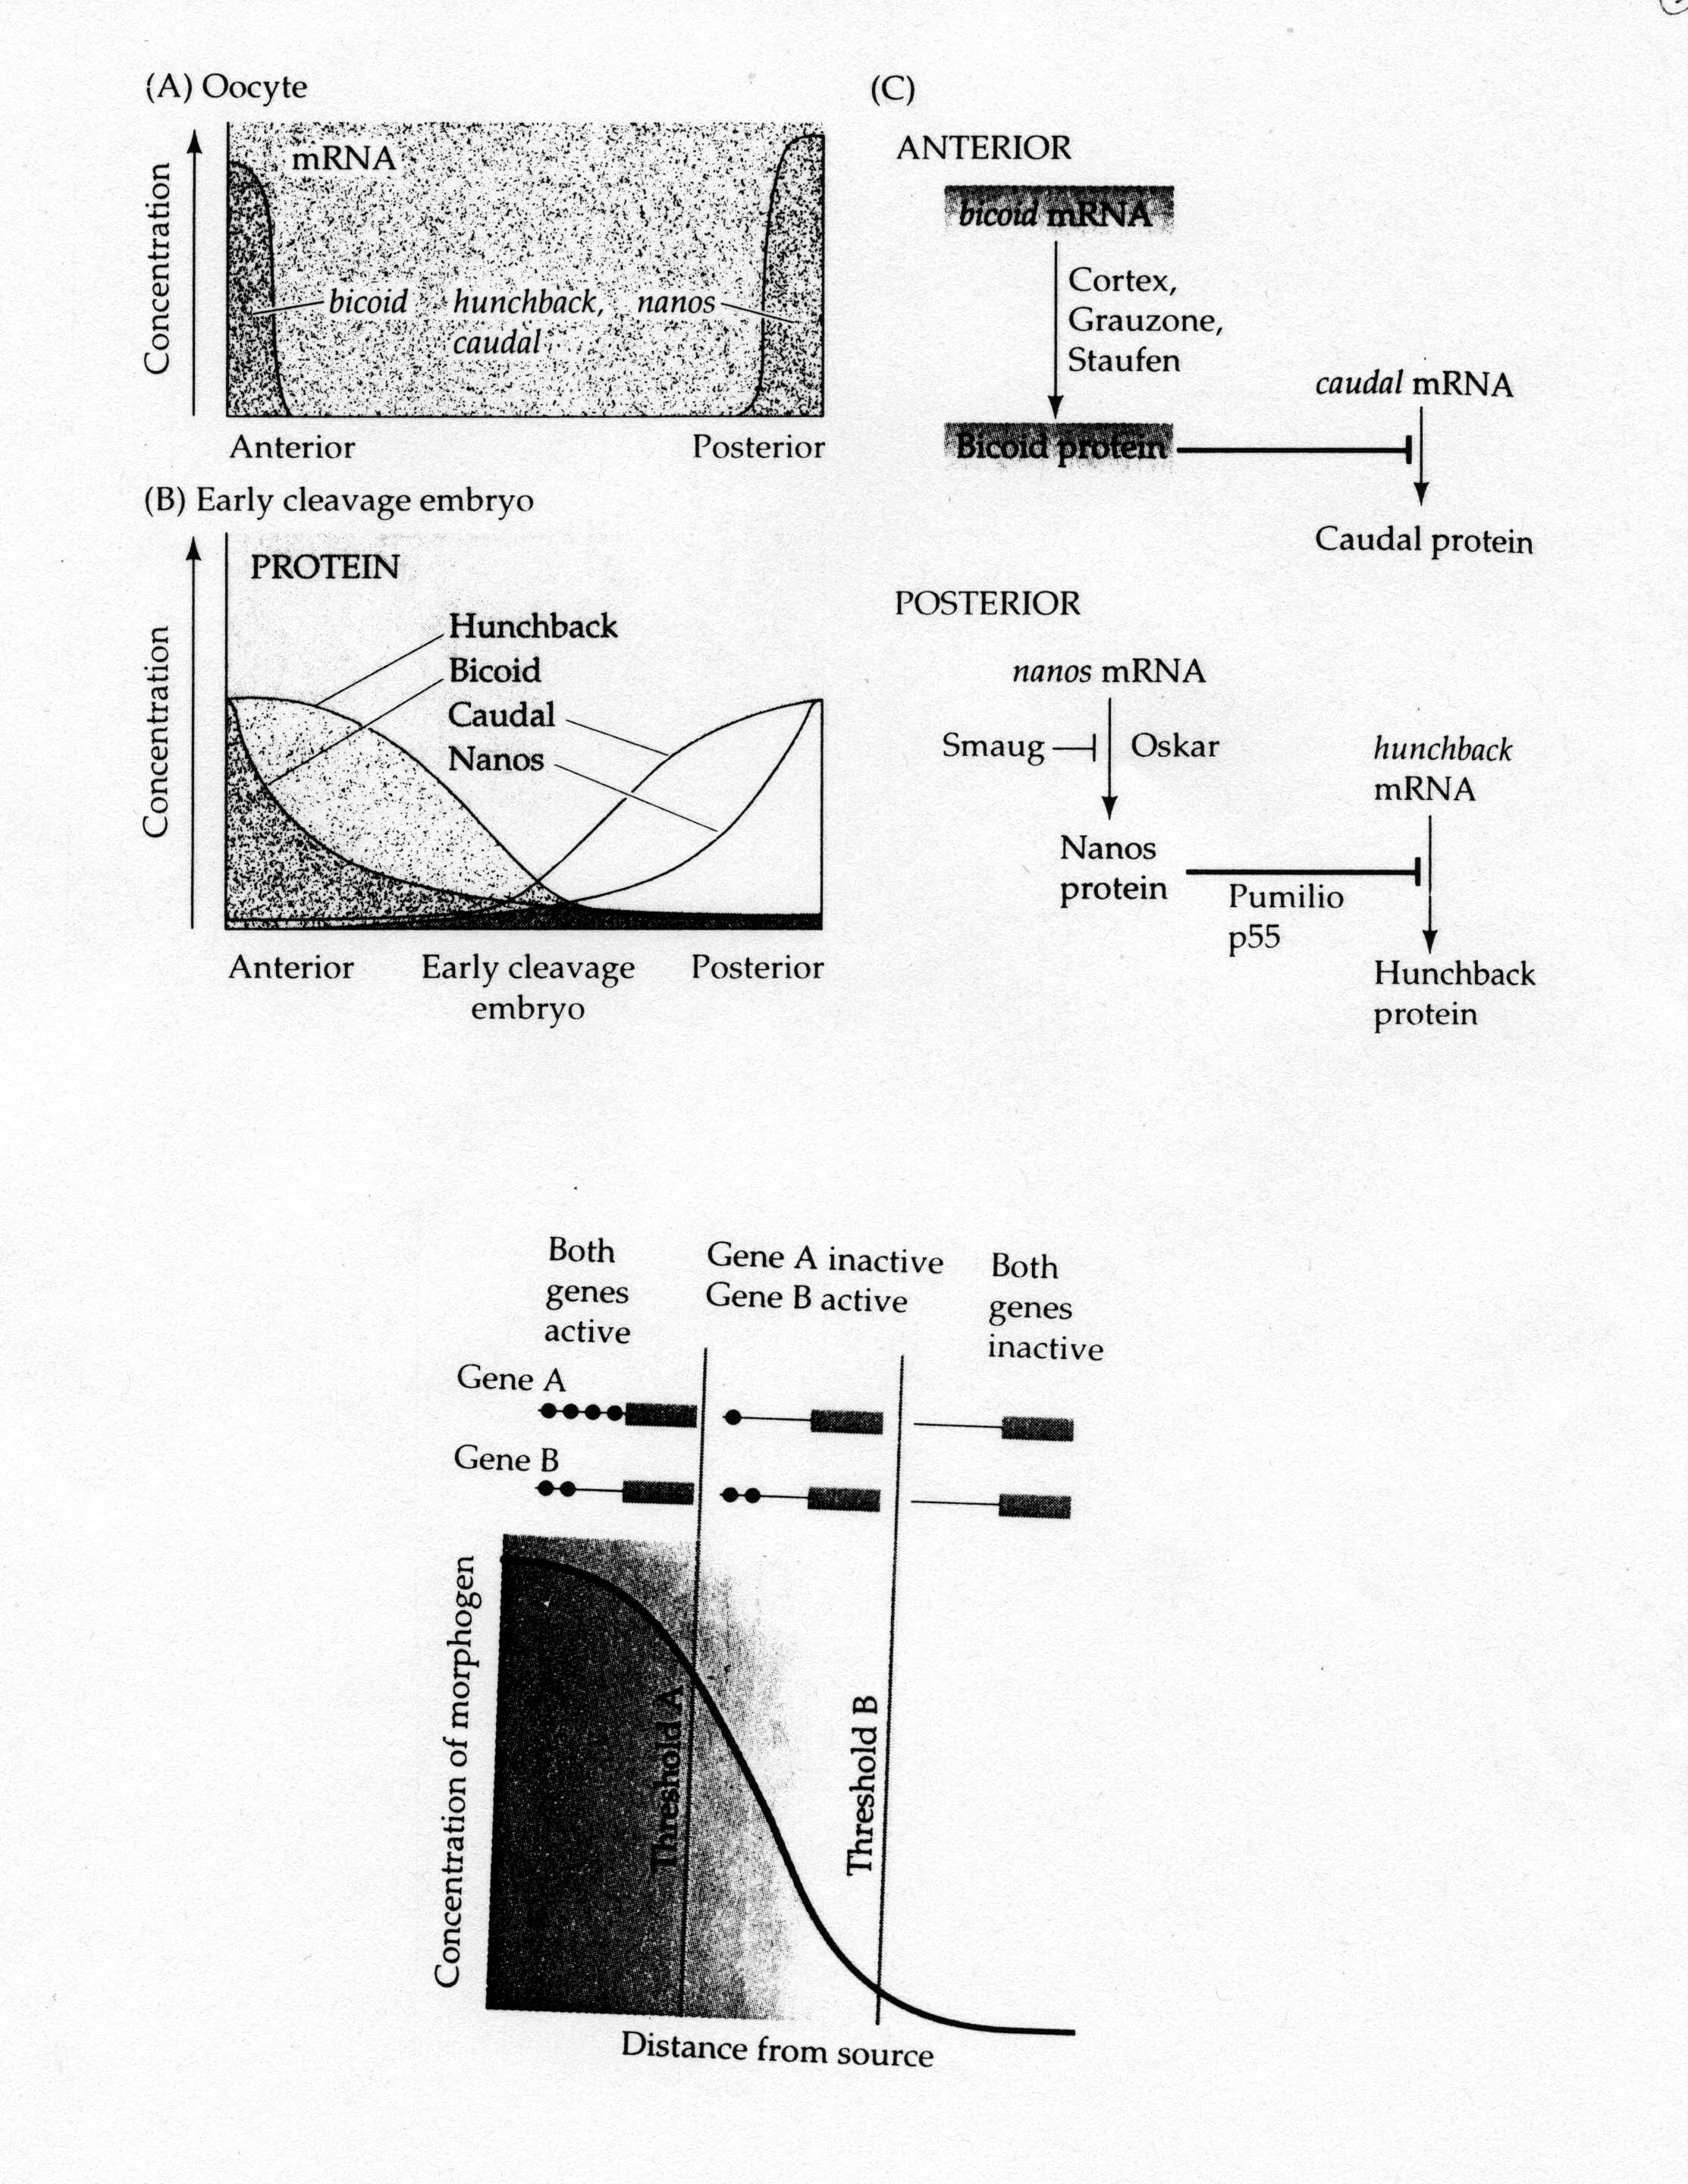 (A) Oocyte
Concentration
mRNA
bicoid hunchback, nanos
caudal
Anterior Posterior
(B) Early cleavage embryo
Concentration
PROTEIN
Hunchback
Bicoid
Caudal
Nanos
Anterior Early cleavage Posterior
embryo
(C)
ANTERIOR
bicoid mRNA
Cortex,
Grauzone,
Staufen
caudal mRNA
Bicoid protein
Caudal protein
POSTERIOR
nanos mRNA
Smaug Oskar
hunchback
mRNA
Nanos
protein
Pumilio
p55
Hunchback
protein
Both
genes
active
Gene A inactive
Gene B active
Both
genes
inactive
Gene A
Gene B
Concentration of morphogen
Threshold A
Threshold B
Distance from source